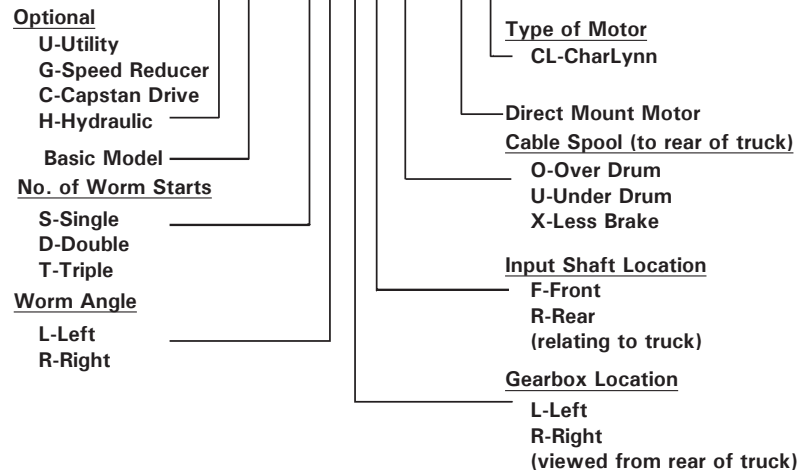 Optional
U-Utility
G-Speed Reducer
C-Capstan Drive
H-Hydraulic
Basic Model
No. of Worm Starts
S-Single
D-Double
T-Triple
Worm Angle
L-Left
R-Right
Type of Motor
CL-CharLynn
Direct Mount Motor
Cable Spool (to rear of truck)
O-Over Drum
U-Under Drum
X-Less Brake
Input Shaft Location
F-Front
R-Rear
(relating to truck)
Gearbox Location
L-Left
R-Right
(viewed from rear of truck)